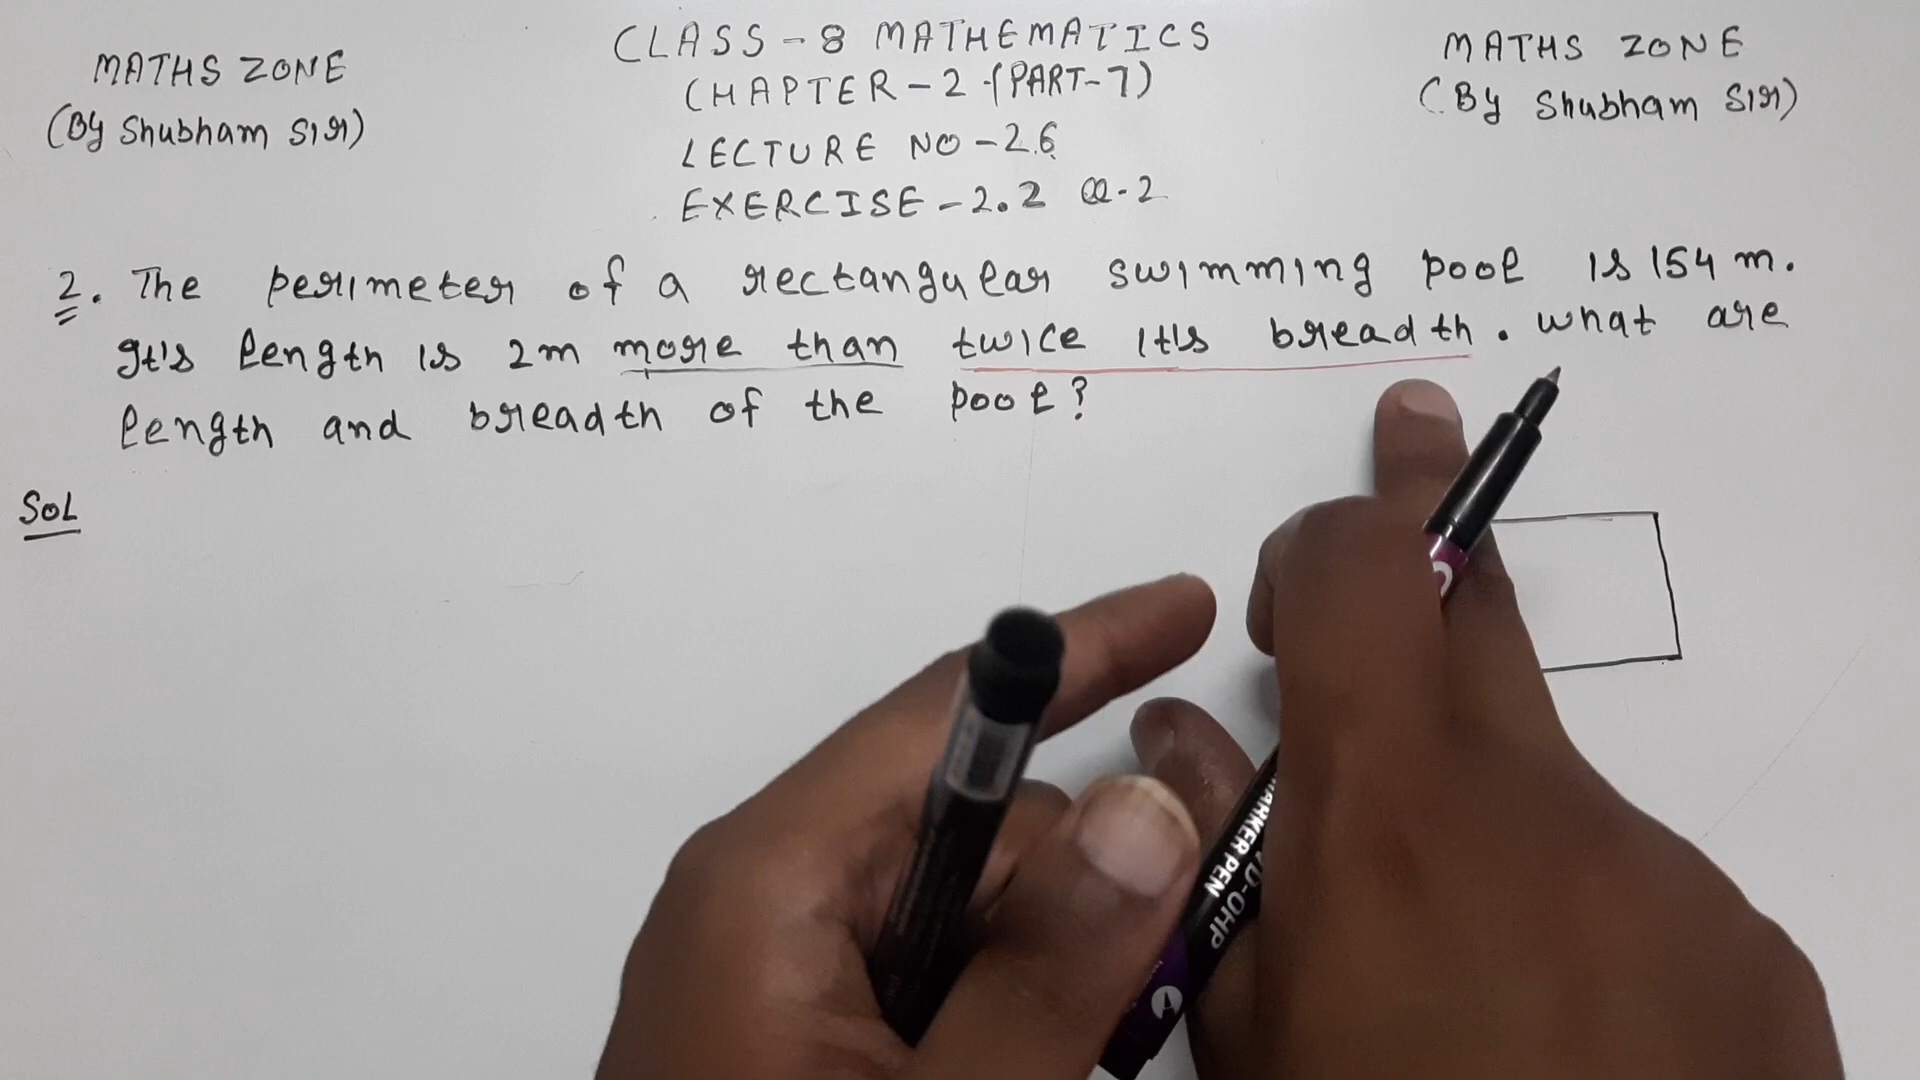 MATHS ZONE
(By Shubham Sir)
CLASS - 8 MATHEMATICS
CHAPTER - 2 (PART-7)
LECTURE NO - 26
EXERCISE - 2.2 Q-2
MATHS ZONE
(By Shubham Sir)
2. The perimeter of a rectangular swimming pool is 154 m.
It's length is 2m more than twice it's breadth. What are
length and breadth of the pool?
SOL
MARKER PEN
OHP